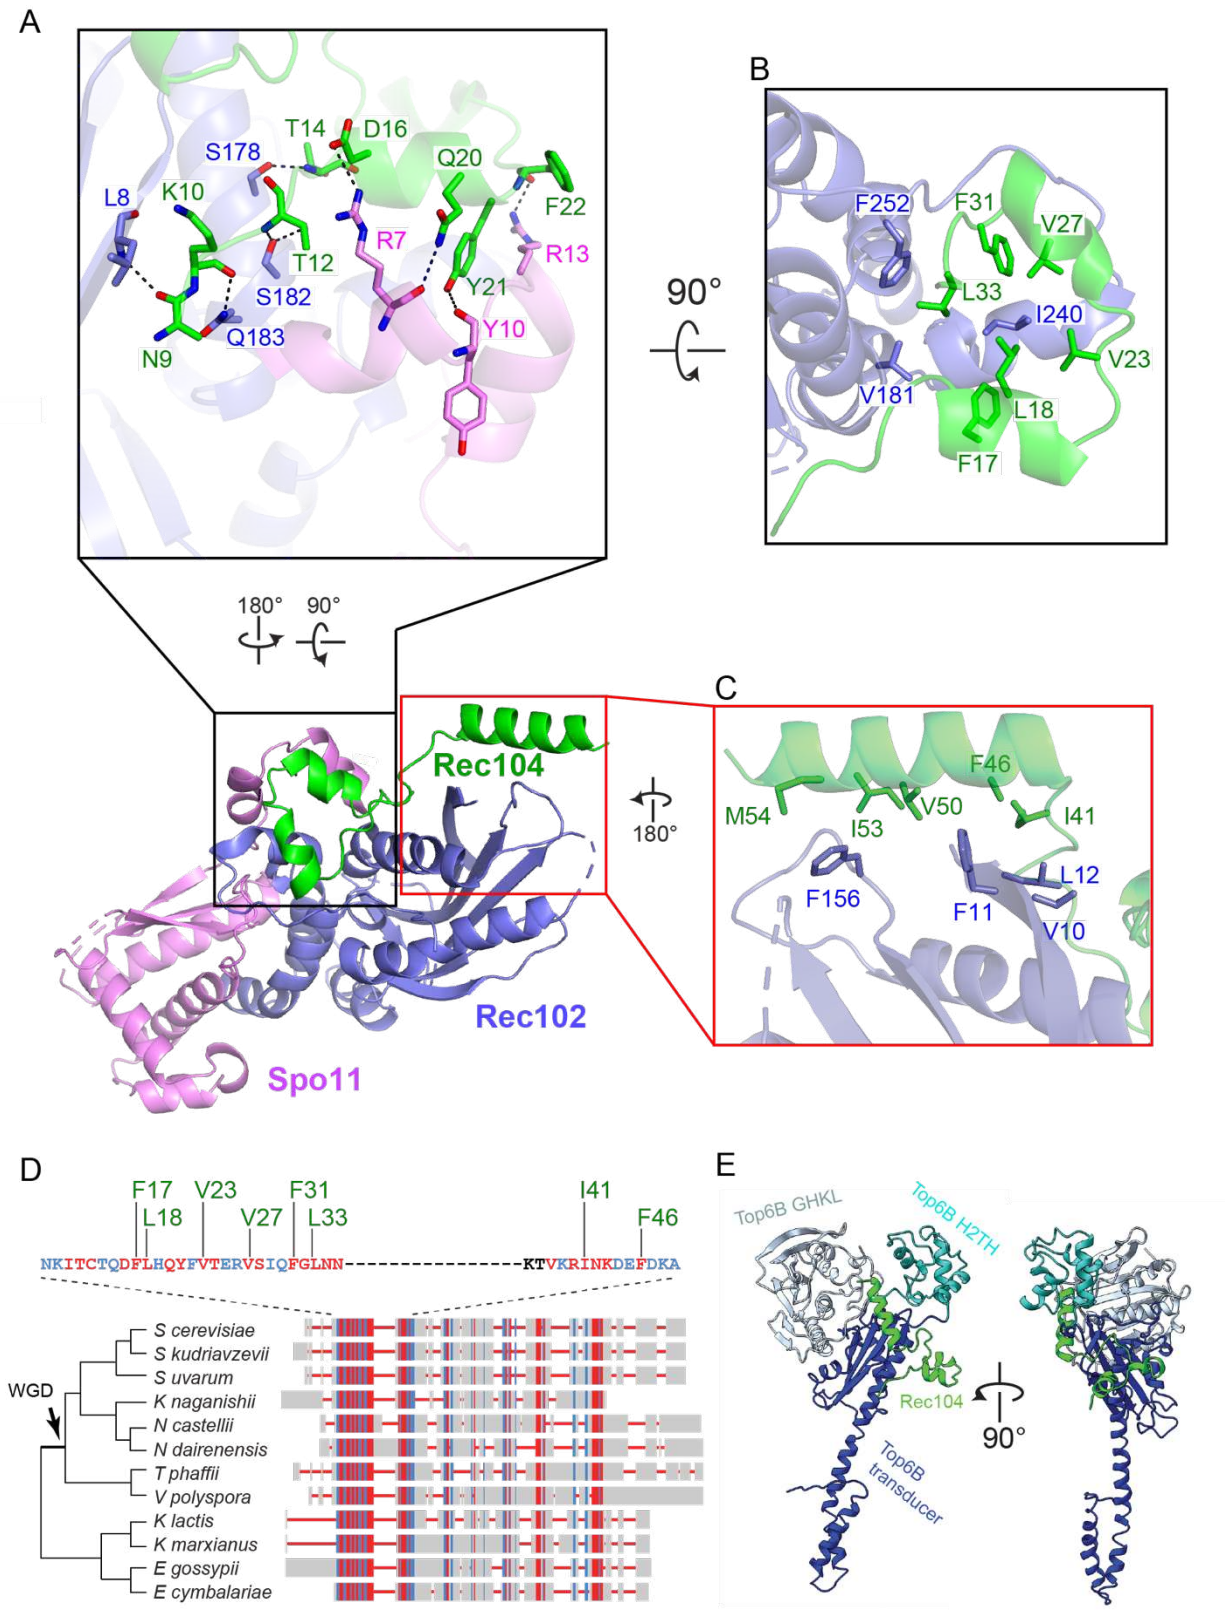 A
T14
D16
S178
Q20
K10
L8
F22
R7
R13
T12
S182
Y21
Q183
Y10
N9
B
F252
F31
V27
L33
I240
V23
V181
L18
F17
90°
180°
90°
Rec104
Rec102
Spo11
180°
C
F46
M54
V50
I53
I41
L12
F156
F11
V10
D
F17
V23
F31
I41
L18
V27
L33
F46
NKITCTQDFLHQYFVTERVSIQFGLNN--------------------KTVKRINKDEFDKA
S cerevisiae
S kudriavzevii
S uvarum
WGD
K naganishii
N castellii
N dairenensis
T phaffii
V polyspora
K lactis
K marxianus
E gossypii
E cymbalariae
E
Top6B GHKL
Top6B H2TH
Rec104
90°
Top6B
transducer